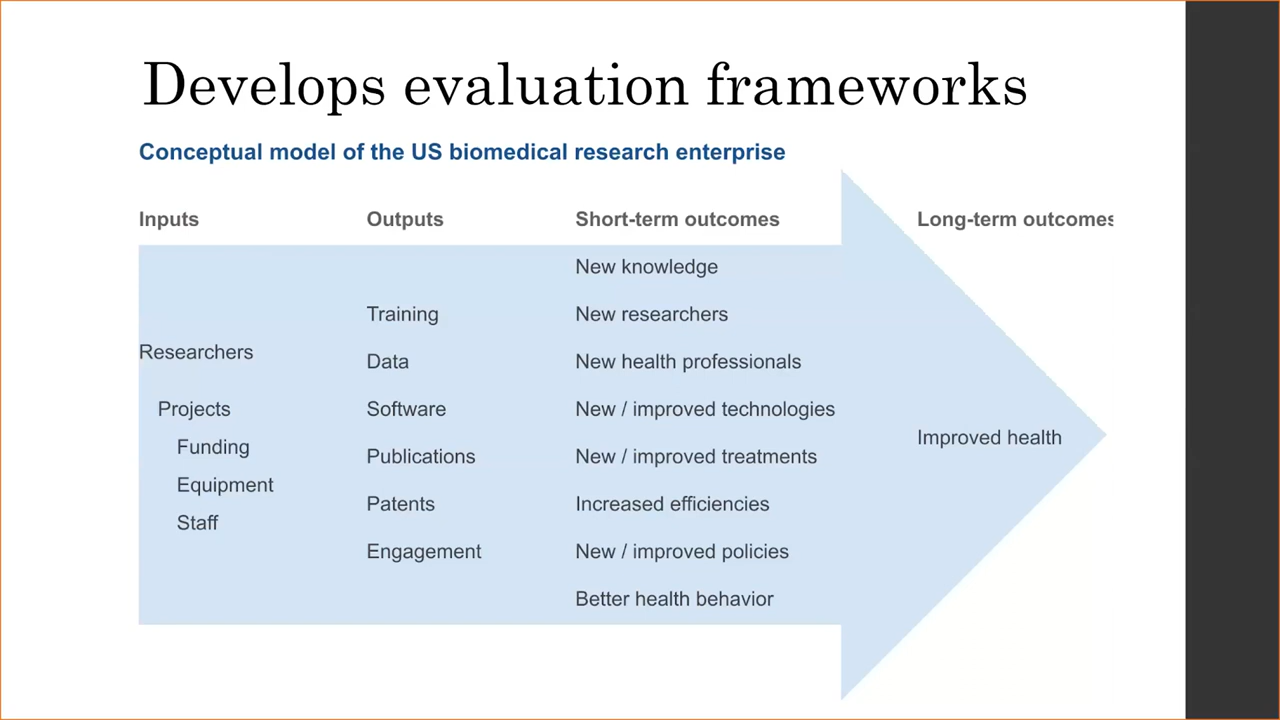 Develops evaluation frameworks
Conceptual model of the US biomedical research enterprise
Inputs
Researchers
Projects
Funding
Equipment
Staff
Outputs
Training
Data
Software
Publications
Patents
Engagement
Short-term outcomes
New knowledge
New researchers
New health professionals
New / improved technologies
New / improved treatments
Increased efficiencies
New / improved policies
Better health behavior
Long-term outcomes
Improved health